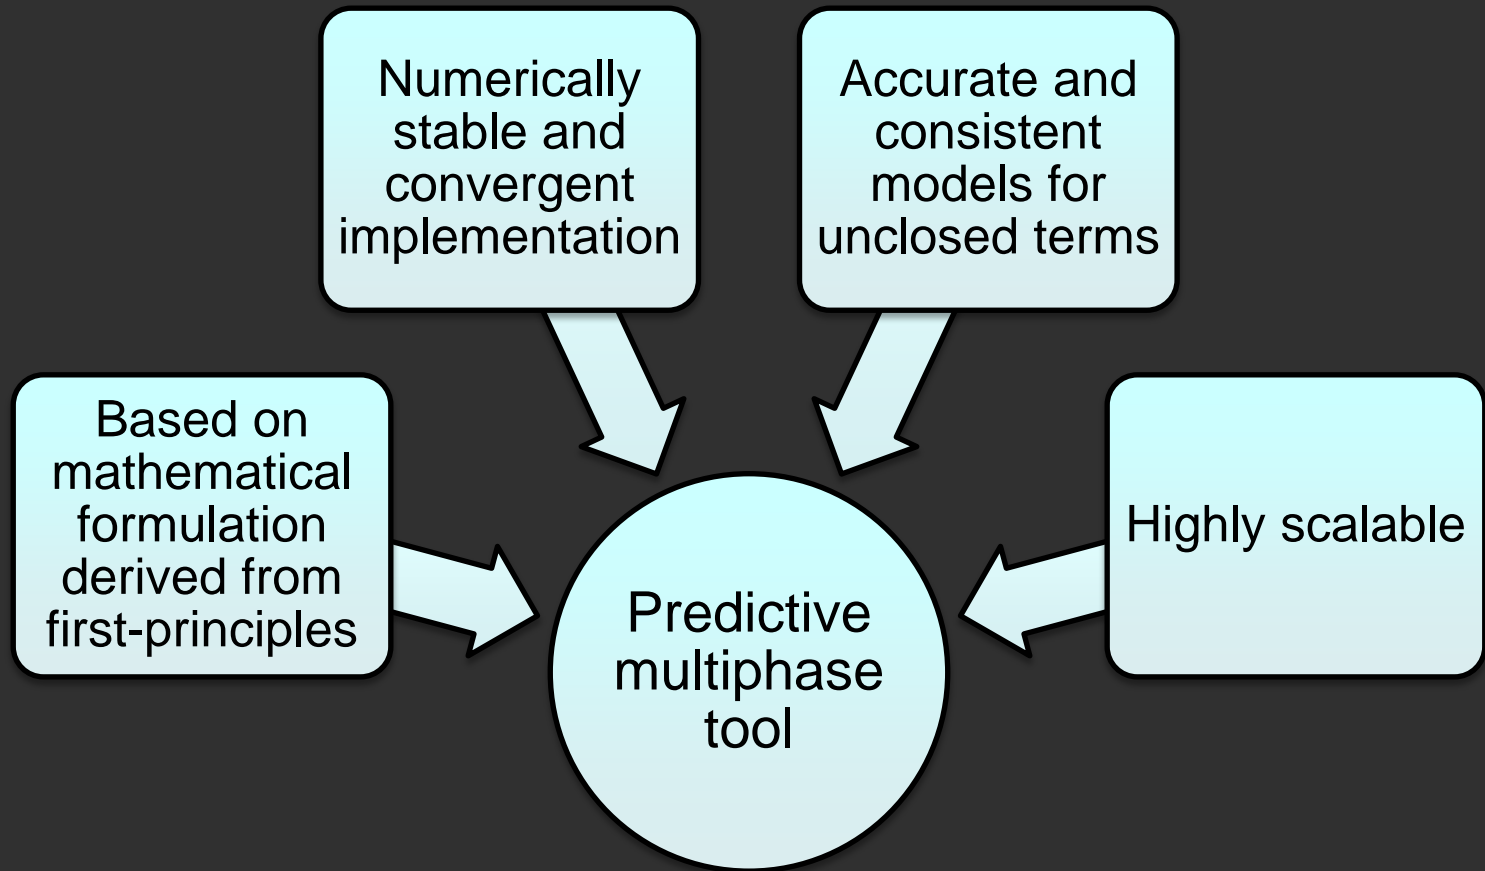 Numerically
stable and
convergent
implementation
Accurate and
consistent
models for
unclosed terms
Based on
mathematical
formulation
derived from
first-principles
Highly scalable
Predictive
multiphase
tool